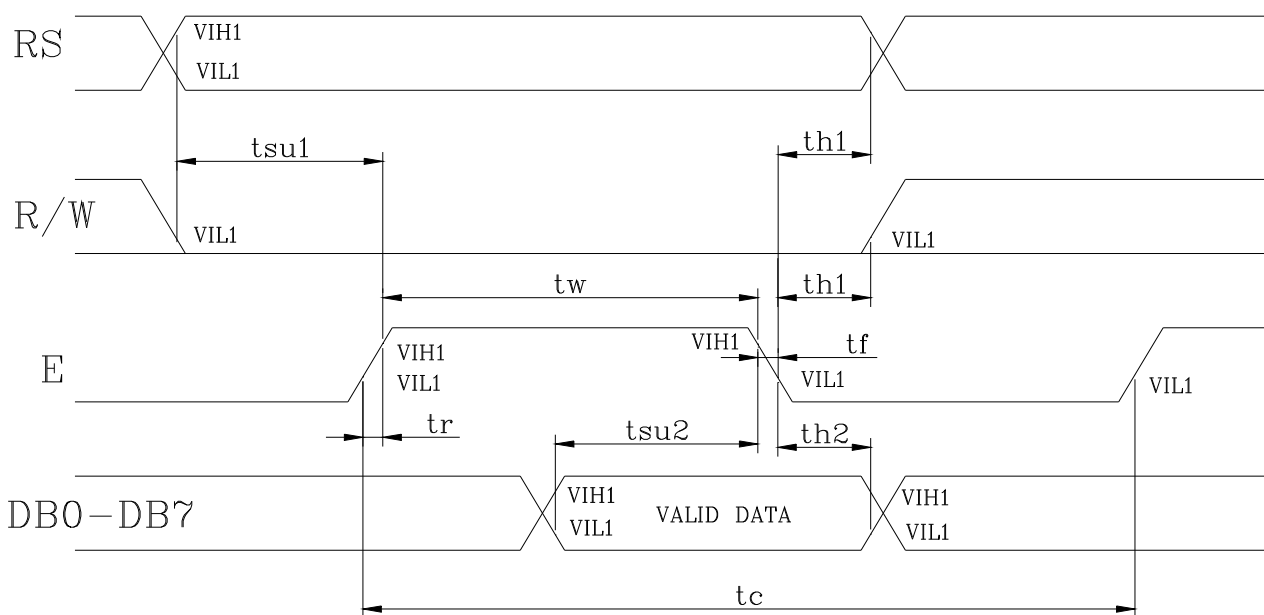 RS
VIH1
VIL1
tsu1
th1
R/W
VIL1
VIL1
tw
th1
E
VIH1
VIL1
VIH1
tf
VIL1
VIL1
tr
tsu2
th2
DB0-DB7
VIH1
VIL1
VALID DATA
VIH1
VIL1
tc